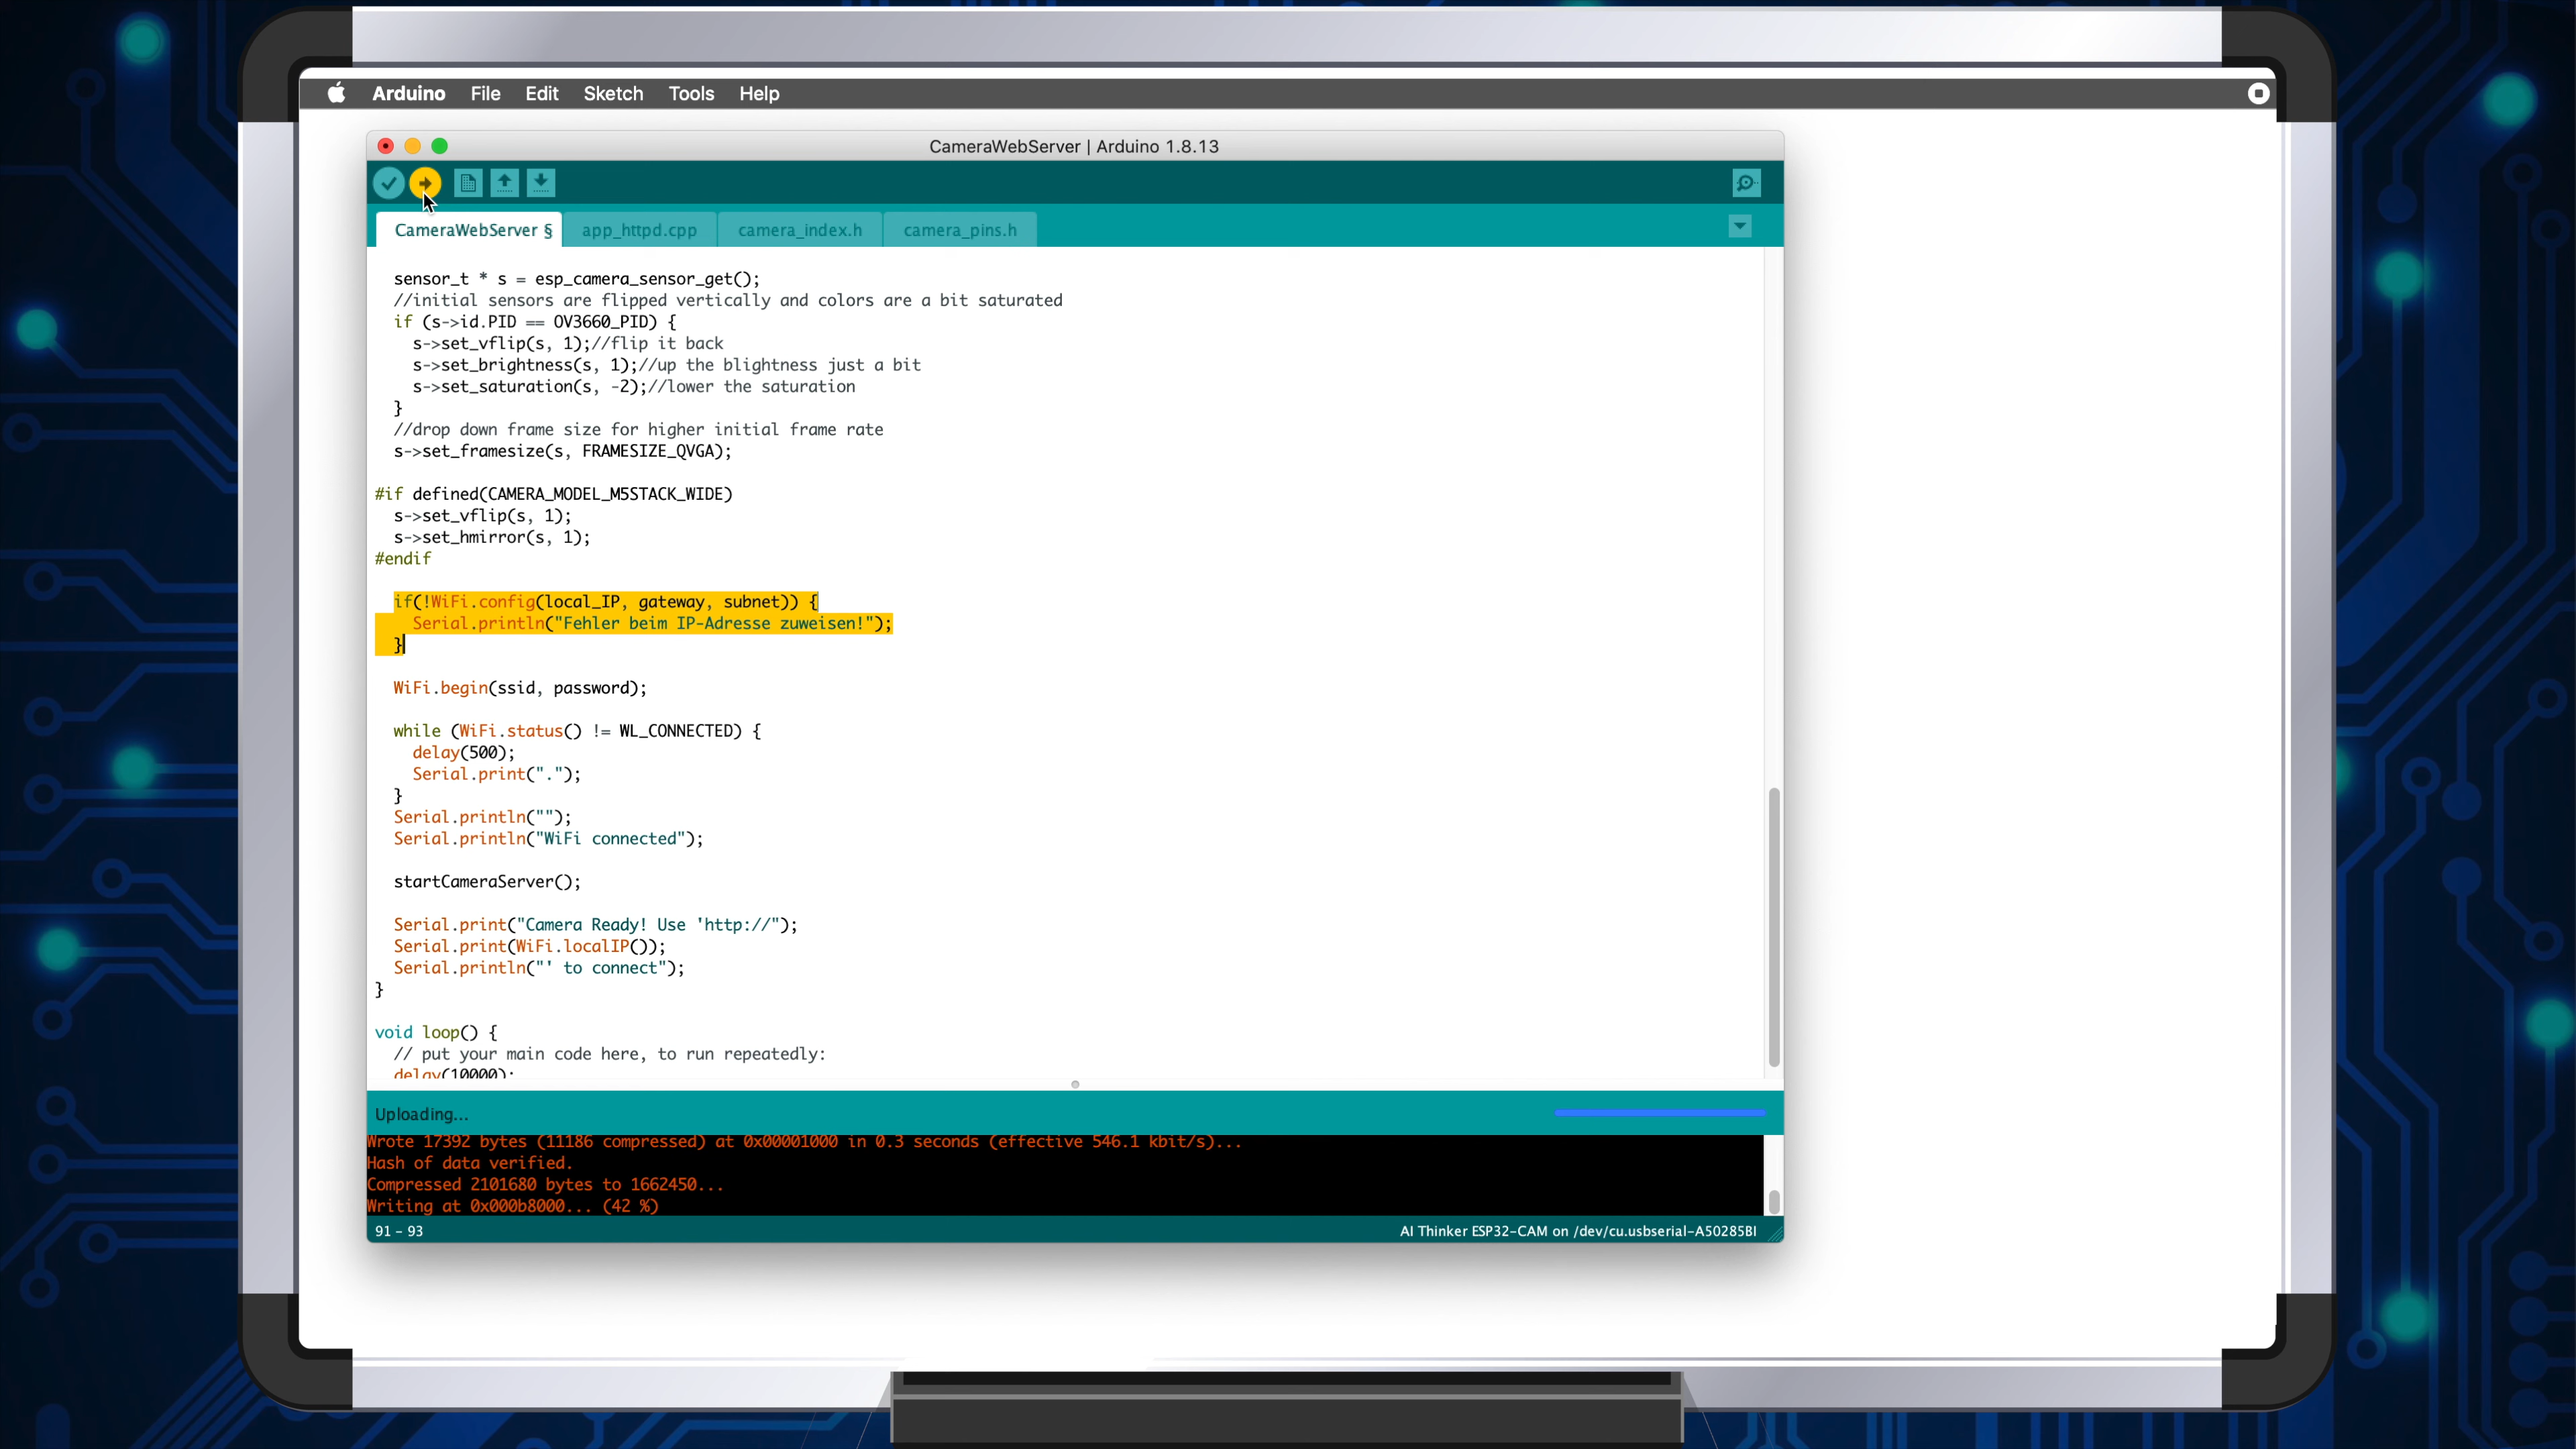 Arduino File Edit Sketch Tools Help
CameraWebServer | Arduino 1.8.13
CameraWebServer § app_httpd.cpp camera_index.h camera_pins.h
sensor_t * s = esp_camera_sensor_get();
//initial sensors are flipped vertically and colors are a bit saturated
if (s->id.PID == OV3660_PID) {
s->set_vflip(s, 1);//flip it back
s->set_brightness(s, 1);//up the blightness just a bit
s->set_saturation(s, -2);//lower the saturation
}
//drop down frame size for higher initial frame rate
s->set_framesize(s, FRAMESIZE_QVGA);
#if defined(CAMERA_MODEL_M5STACK_WIDE)
s->set_vflip(s, 1);
s->set_hmirror(s, 1);
#endif
if(!WiFi.config(local_IP, gateway, subnet)) {
Serial.println("Fehler beim IP-Adresse zuweisen!");
}
WiFi.begin(ssid, password);
while (WiFi.status() != WL_CONNECTED) {
delay(500);
Serial.print(".");
}
Serial.println("");
Serial.println("WiFi connected");
startCameraServer();
Serial.print("Camera Ready! Use 'http://");
Serial.print(WiFi.localIP());
Serial.println("' to connect");
}
void loop() {
// put your main code here, to run repeatedly:
delay(10000);
Uploading...
Wrote 17392 bytes (11186 compressed) at 0x00001000 in 0.3 seconds (effective 546.1 kbit/s)...
Hash of data verified.
Compressed 2101680 bytes to 1662450...
Writing at 0x000b8000... (42 %)
91 - 93 AI Thinker ESP32-CAM on /dev/cu.usbserial-A50285BI